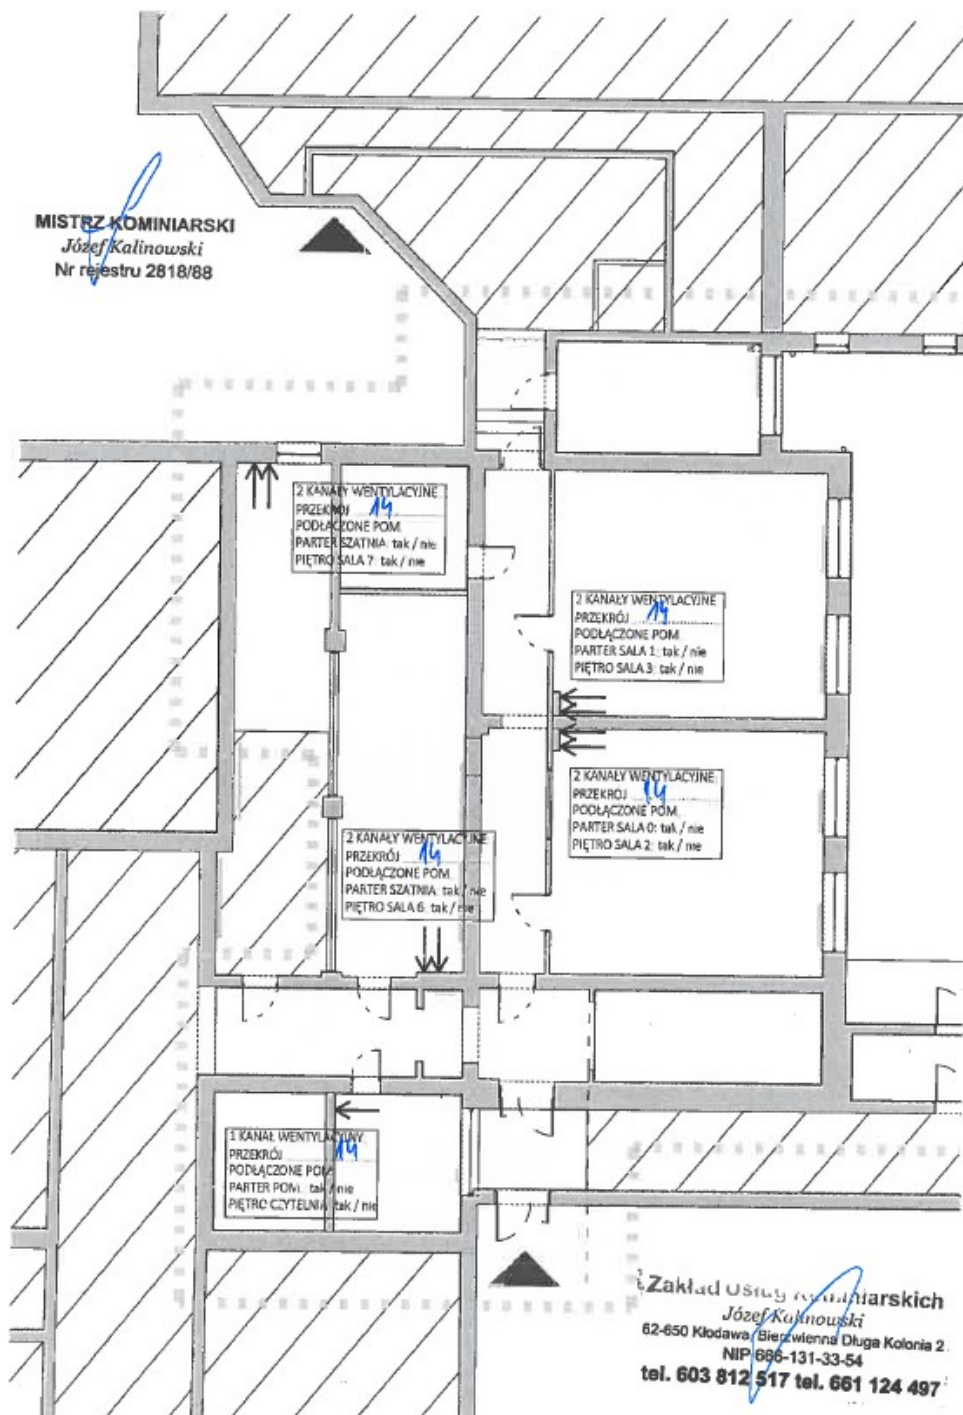 MISTRZ KOMINIARSKI
Józef Kalinowski
Nr rejestru 2818/88
2 KANAŁY WENTYLACYJNE
PRZEKRÓJ 14
PODŁĄCZONE POM.
PARTER SZATNIA: tak / nie
PIĘTRO SALA 7: tak / nie
2 KANAŁY WENTYLACYJNE
PRZEKRÓJ 14
PODŁĄCZONE POM.
PARTER SALA 1: tak / nie
PIĘTRO SALA 3: tak / nie
2 KANAŁY WENTYLACYJNE
PRZEKRÓJ 14
PODŁĄCZONE POM.
PARTER SALA 0: tak / nie
PIĘTRO SALA 2: tak / nie
2 KANAŁY WENTYLACYJNE
PRZEKRÓJ 14
PODŁĄCZONE POM.
PARTER SZATNIA: tak / nie
PIĘTRO SALA 6: tak / nie
1 KANAŁ WENTYLACYJNY
PRZEKRÓJ 14
PODŁĄCZONE POM.
PARTER POM.: tak / nie
PIĘTRO CZYTELNIA: tak / nie
Zakład Usług Kominiarskich
Józef Kalinowski
62-650 Kłodawa, Bierzwienna Długa Kolonia 2
NIP 666-131-33-54
tel. 603 812 517 tel. 661 124 497